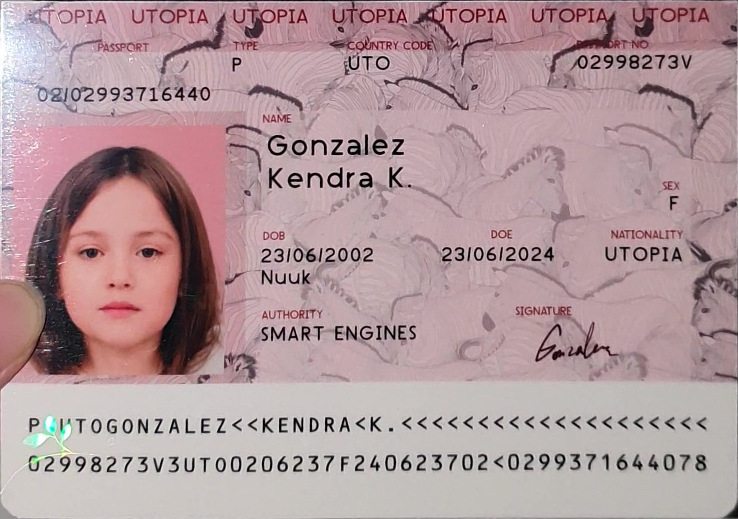 UTOPIA UTOPIA UTOPIA UTOPIA UTOPIA UTOPIA UTOPIA
PASSPORT TYPE COUNTRY CODE PASSPORT NO
P UTO 02998273V
02/02993716440
NAME
Gonzalez
Kendra K.
SEX
F
DOB DOE NATIONALITY
23/06/2002 23/06/2024 UTOPIA
Nuuk
AUTHORITY SIGNATURE
SMART ENGINES
Gonzalez
P<UTOGONZALEZ<<KENDRA<K.<<<<<<<<<<<<<<<<<<<<
02998273V3UTO0206237F240623702<0299371644078